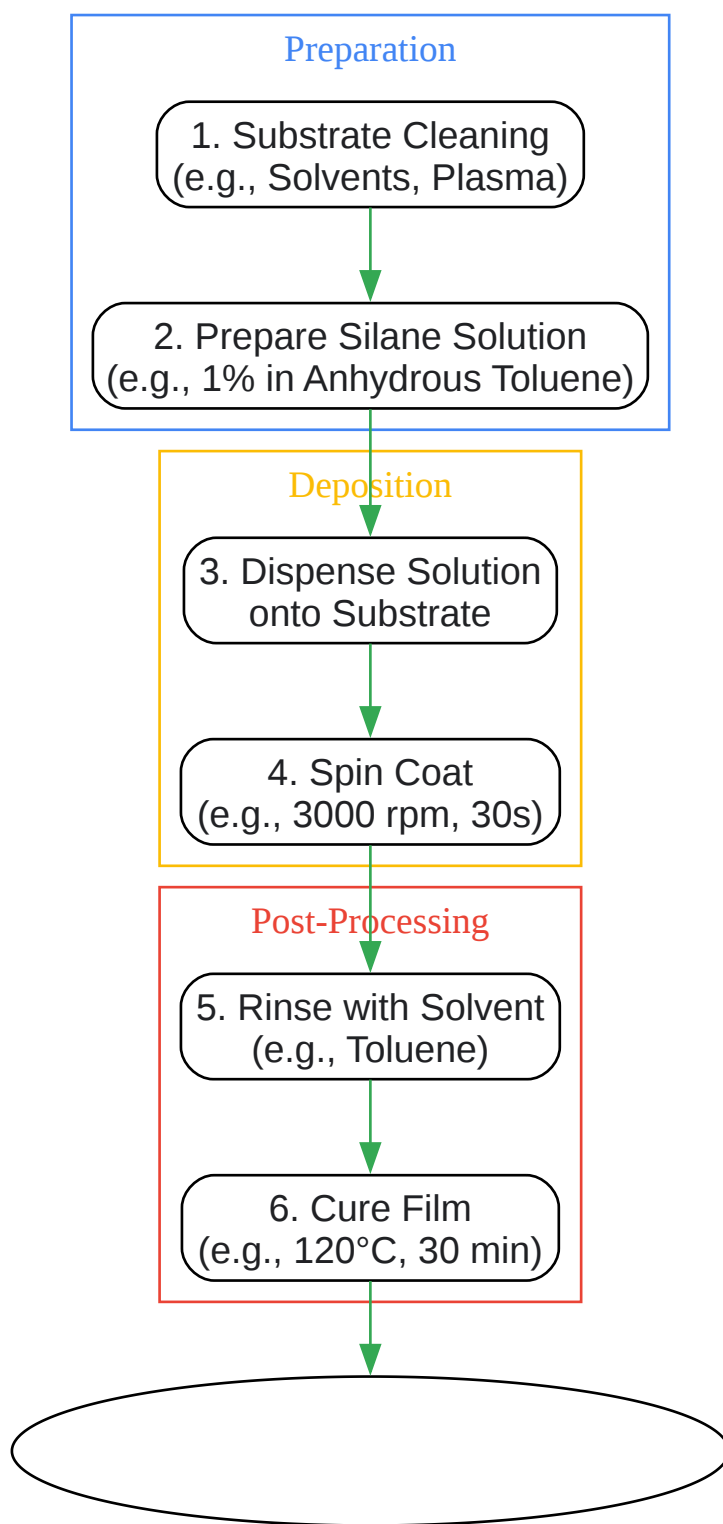 Preparation
1. Substrate Cleaning
(e.g., Solvents, Plasma)
2. Prepare Silane Solution
(e.g., 1% in Anhydrous Toluene)
Deposition
3. Dispense Solution
onto Substrate
4. Spin Coat
(e.g., 3000 rpm, 30s)
Post-Processing
5. Rinse with Solvent
(e.g., Toluene)
6. Cure Film
(e.g., 120°C, 30 min)